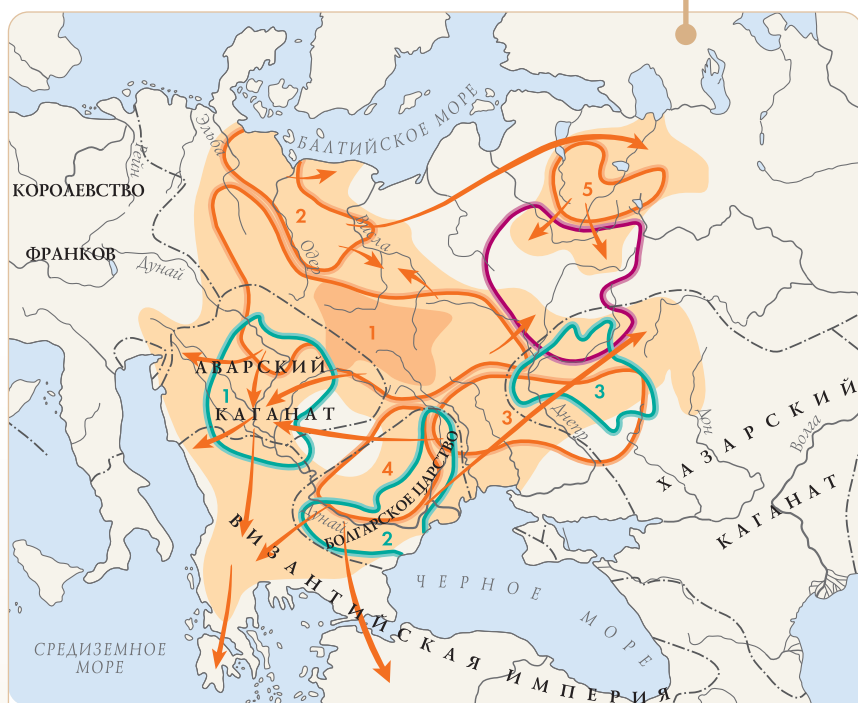 БАЛТИЙСКОЕ МОРЕ
Эльба
Рейн
КОРОЛЕВСТВО
ФРАНКОВ
Дунай
5
2
Висла
Одер
1
АВАРСКИЙ
1
КАГАНАТ
3
3
Днепр
Дон
ХАЗАРСКИЙ
Волга
КАГАНАТ
4
БОЛГАРСКОЕ ЦАРСТВО
Дунай
2
ВИЗАНТИЙСКАЯ ИМПЕРИЯ
ЧЕРНОЕ МОРЕ
СРЕДИЗЕМНОЕ
МОРЕ